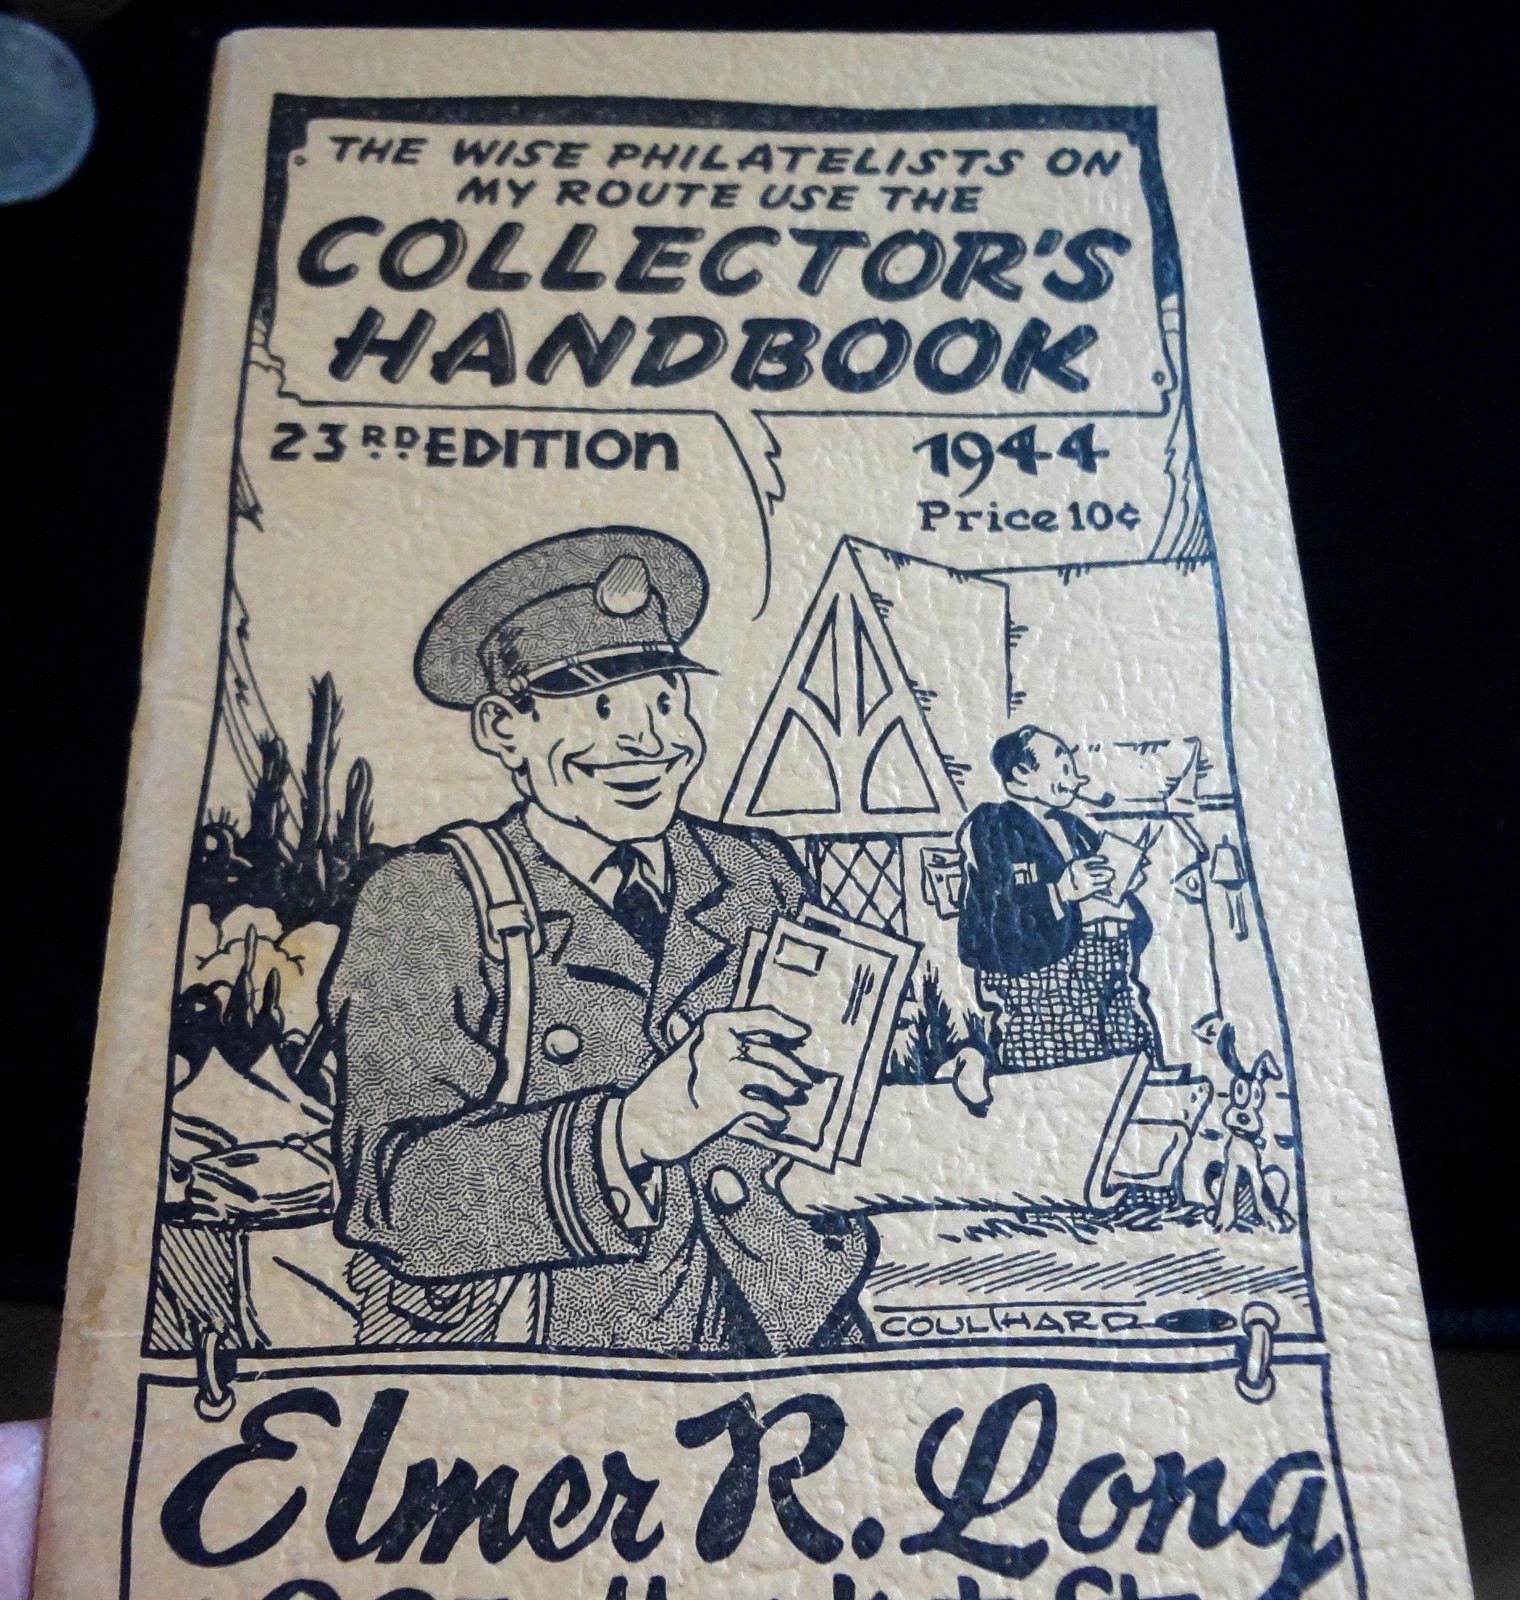 THE WISE PHILATELISTS ON
MY ROUTE USE THE
COLLECTOR'S
HANDBOOK
23RD EDITION
1944
Price 10¢
COULTHARD
Elmer R. Long